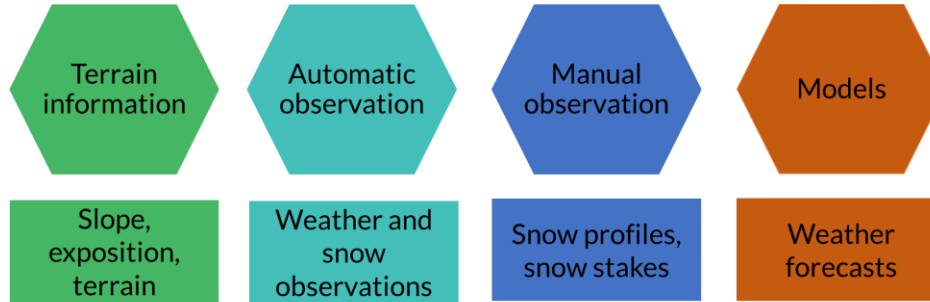 Terrain
information
Automatic
observation
Manual
observation
Models
Slope,
exposition,
terrain
Weather and
snow
observations
Snow profiles,
snow stakes
Weather
forecasts